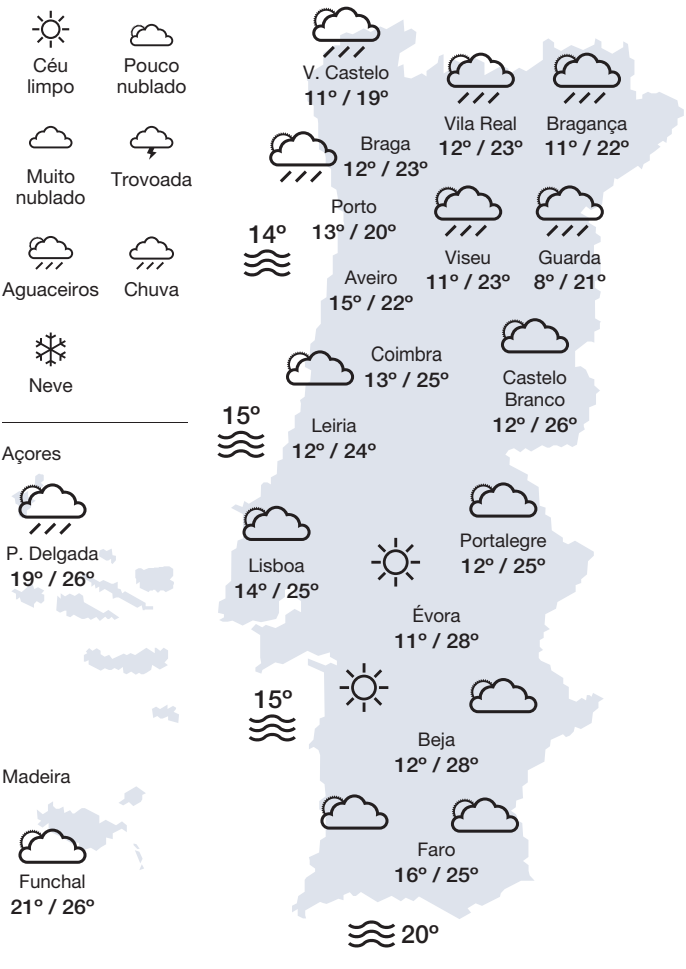 Céu
limpo
Pouco
nublado
Muito
nublado
Trovoada
Aguaceiros
Chuva
Neve
Açores
P. Delgada
19º / 26º
Madeira
Funchal
21º / 26º
V. Castelo
11º / 19º
Vila Real
12º / 23º
Bragança
11º / 22º
Braga
12º / 23º
Porto
13º / 20º
14º
Viseu
11º / 23º
Guarda
8º / 21º
Aveiro
15º / 22º
Coimbra
13º / 25º
Castelo
Branco
12º / 26º
15º
Leiria
12º / 24º
Lisboa
14º / 25º
Portalegre
12º / 25º
Évora
11º / 28º
15º
Beja
12º / 28º
Faro
16º / 25º
20º